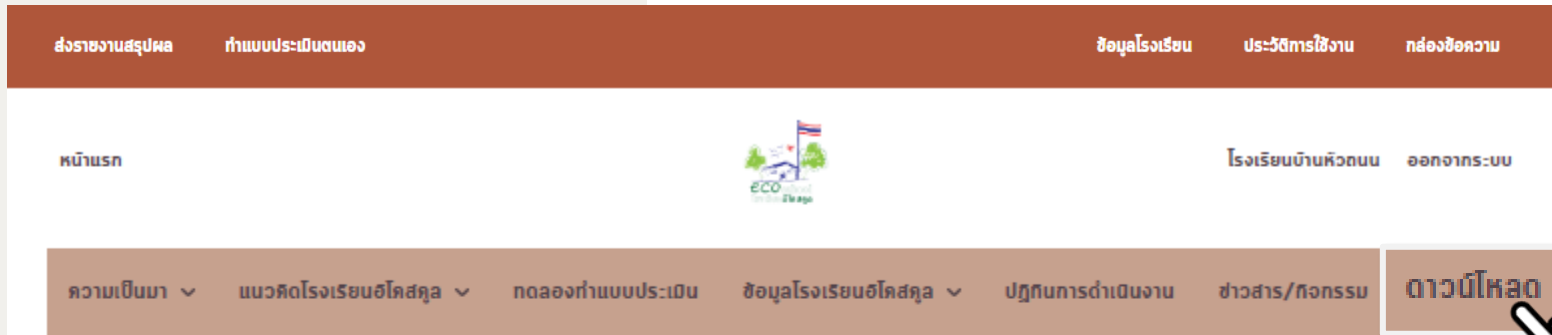 ส่งรายงานสรุปผล ทำแบบประเมินตนเอง ข้อมูลโรงเรียน ประวัติการใช้งาน กล่องข้อความ
หน้าแรก โรงเรียนบ้านหัวถนน ออกจากระบบ
eco school
ความเป็นมา แนวคิดโรงเรียนอีโคสคูล ทดลองทำแบบประเมิน ข้อมูลโรงเรียนอีโคสคูล ปฏิทินการดำเนินงาน ข่าวสาร/กิจกรรม ดาวน์โหลด